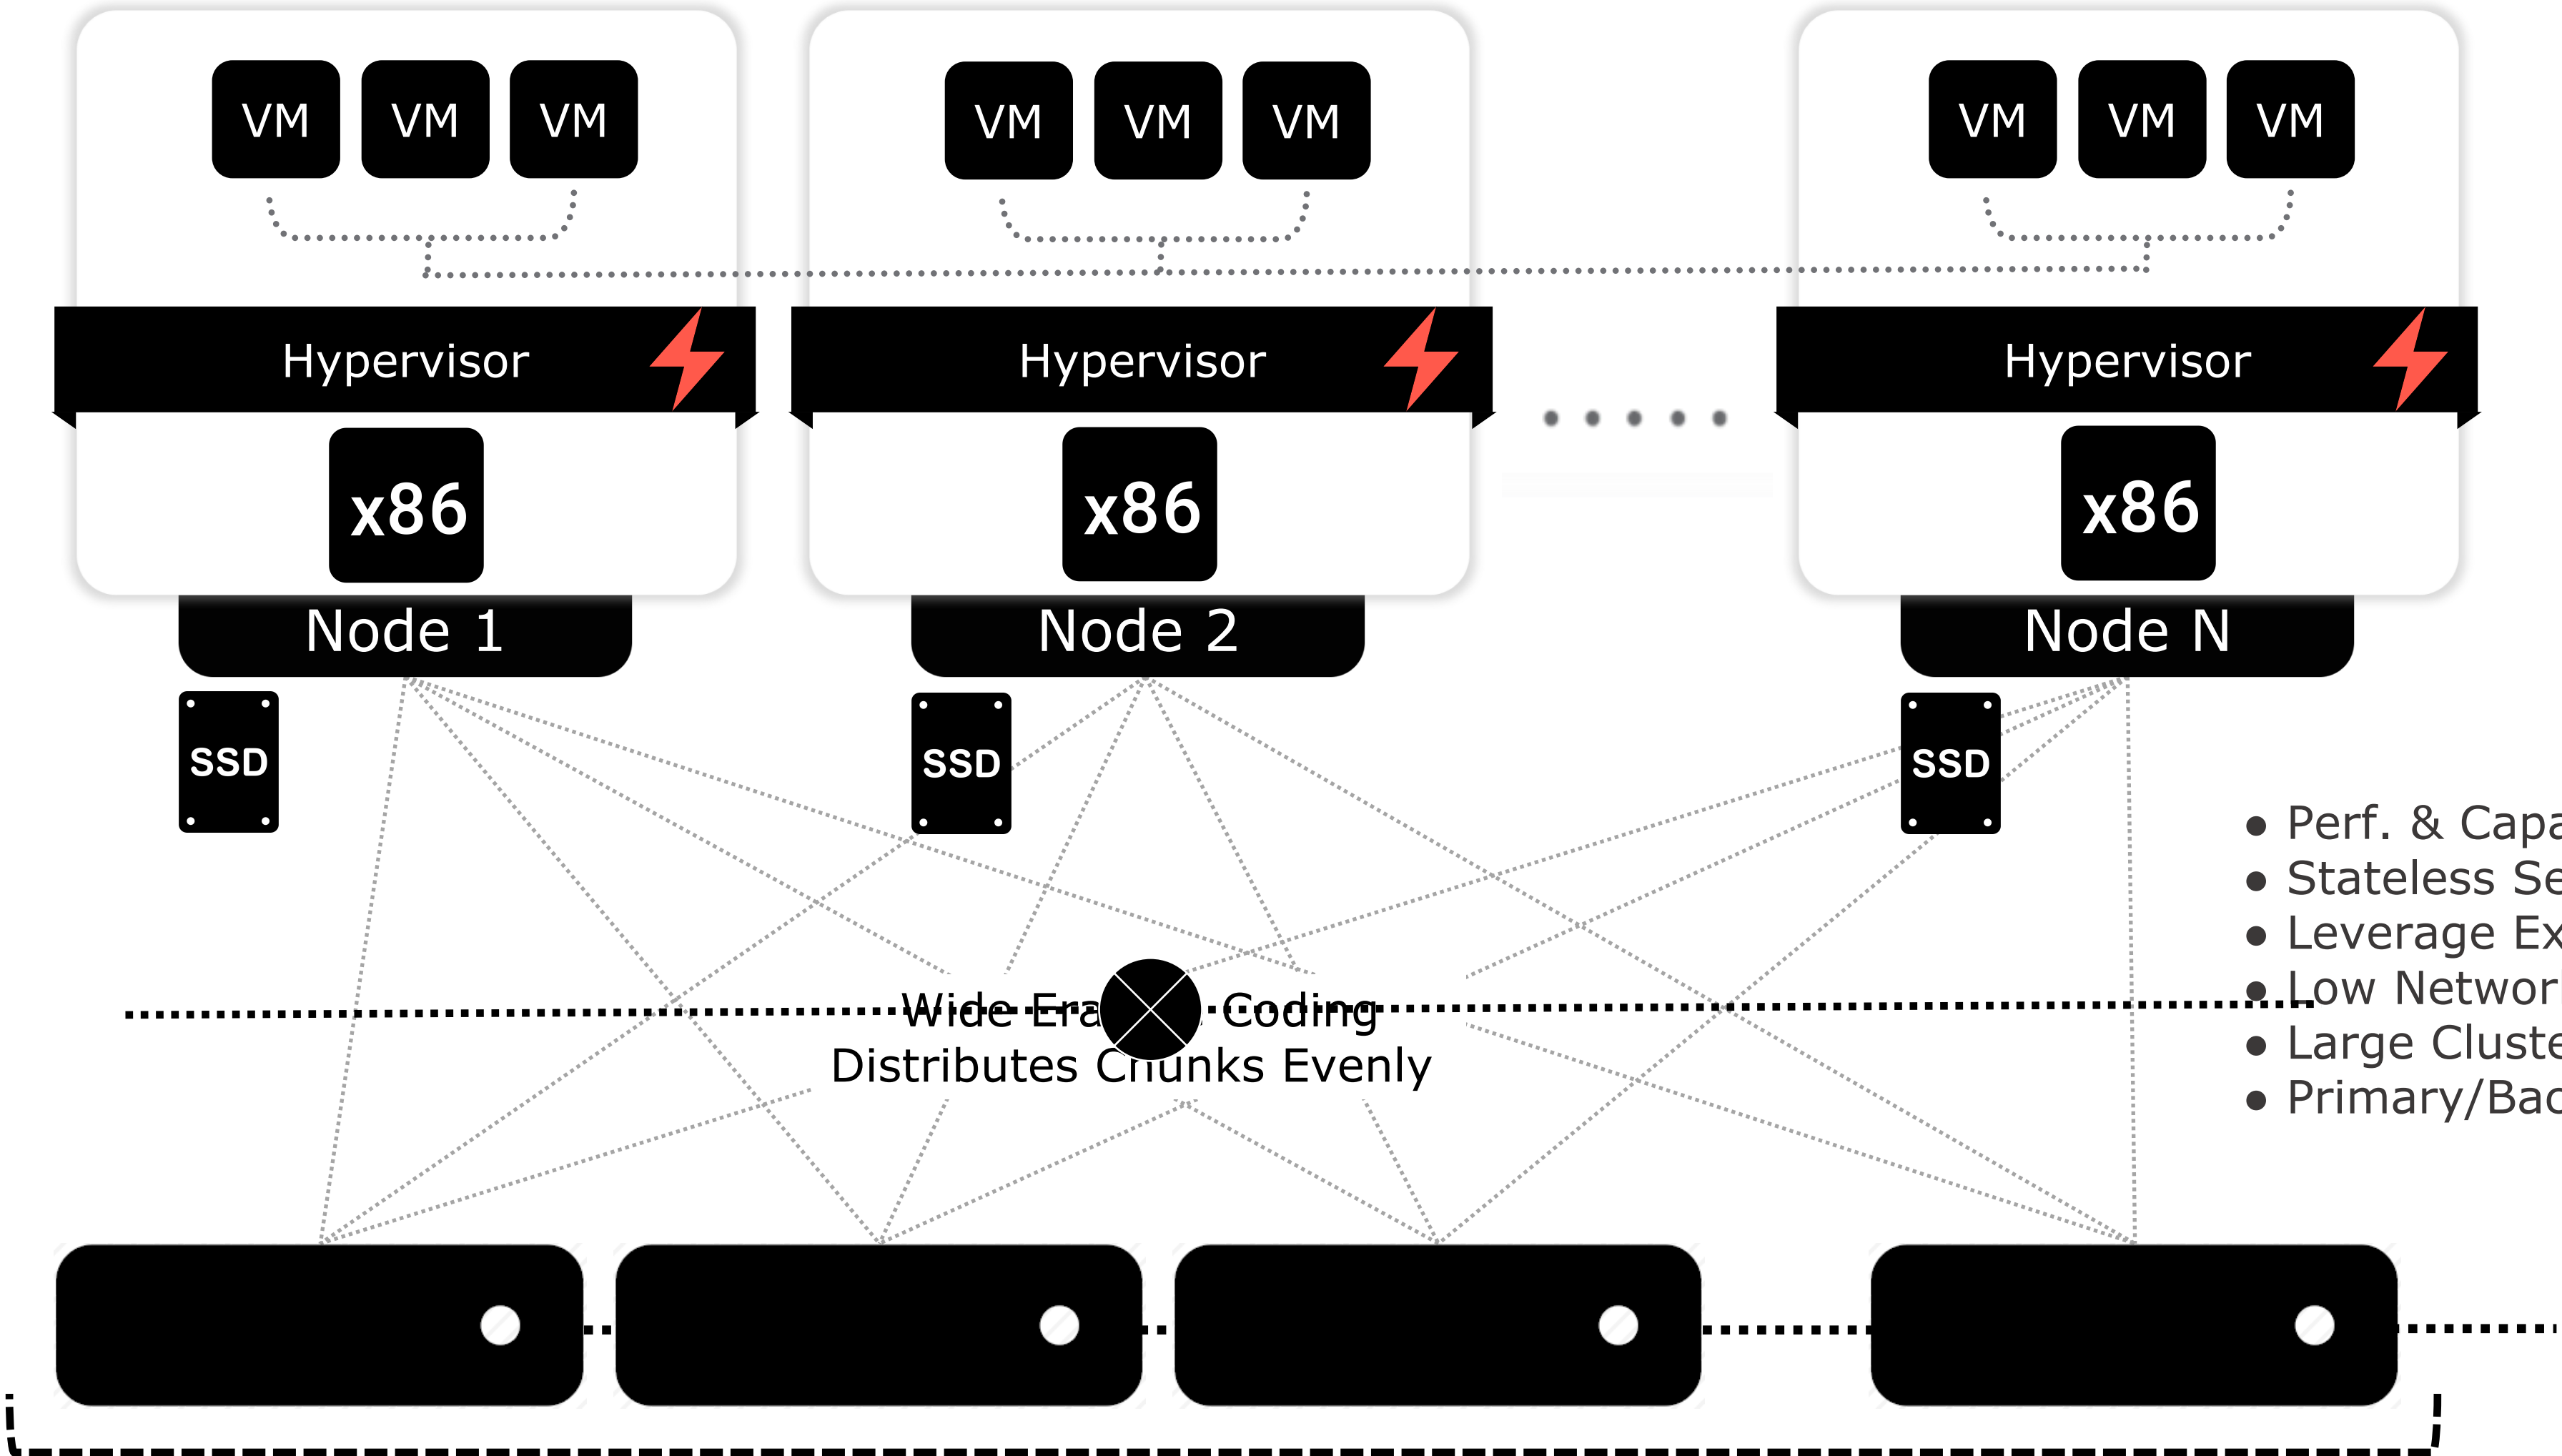 VM VM VM VM VM VM VM VM VM
Hypervisor Hypervisor Hypervisor
x86 x86 x86
Node 1 Node 2 Node N
SSD SSD SSD
• Perf. & Capa
• Stateless Se
• Leverage Ex
• Low Networ
• Large Cluste
• Primary/Bac
Wide Coding
Distributes Chunks Evenly